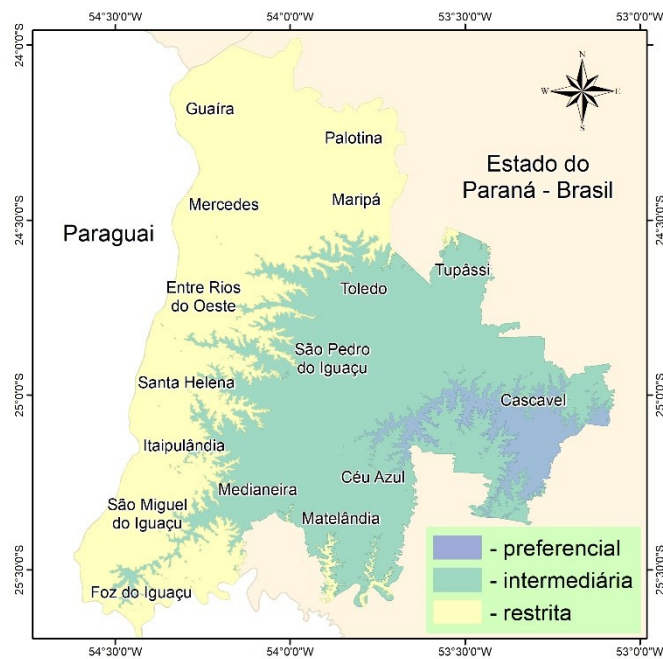 54°30'0"W
54°0'0"W
53°30'0"W
53°0'0"W
24°0'0"S
24°30'0"S
25°0'0"S
25°30'0"S
N
W
E
S
Guaíra
Palotina
Estado do
Paraná - Brasil
Mercedes
Maripá
Paraguai
Tupãssi
Entre Rios
do Oeste
Toledo
São Pedro
do Iguaçu
Santa Helena
Cascavel
Itaipulândia
Céu Azul
Medianeira
São Miguel
do Iguaçu
Matelândia
Foz do Iguaçu
- preferencial
- intermediária
- restrita
24°0'0"S
24°30'0"S
25°0'0"S
25°30'0"S
54°30'0"W
54°0'0"W
53°30'0"W
53°0'0"W